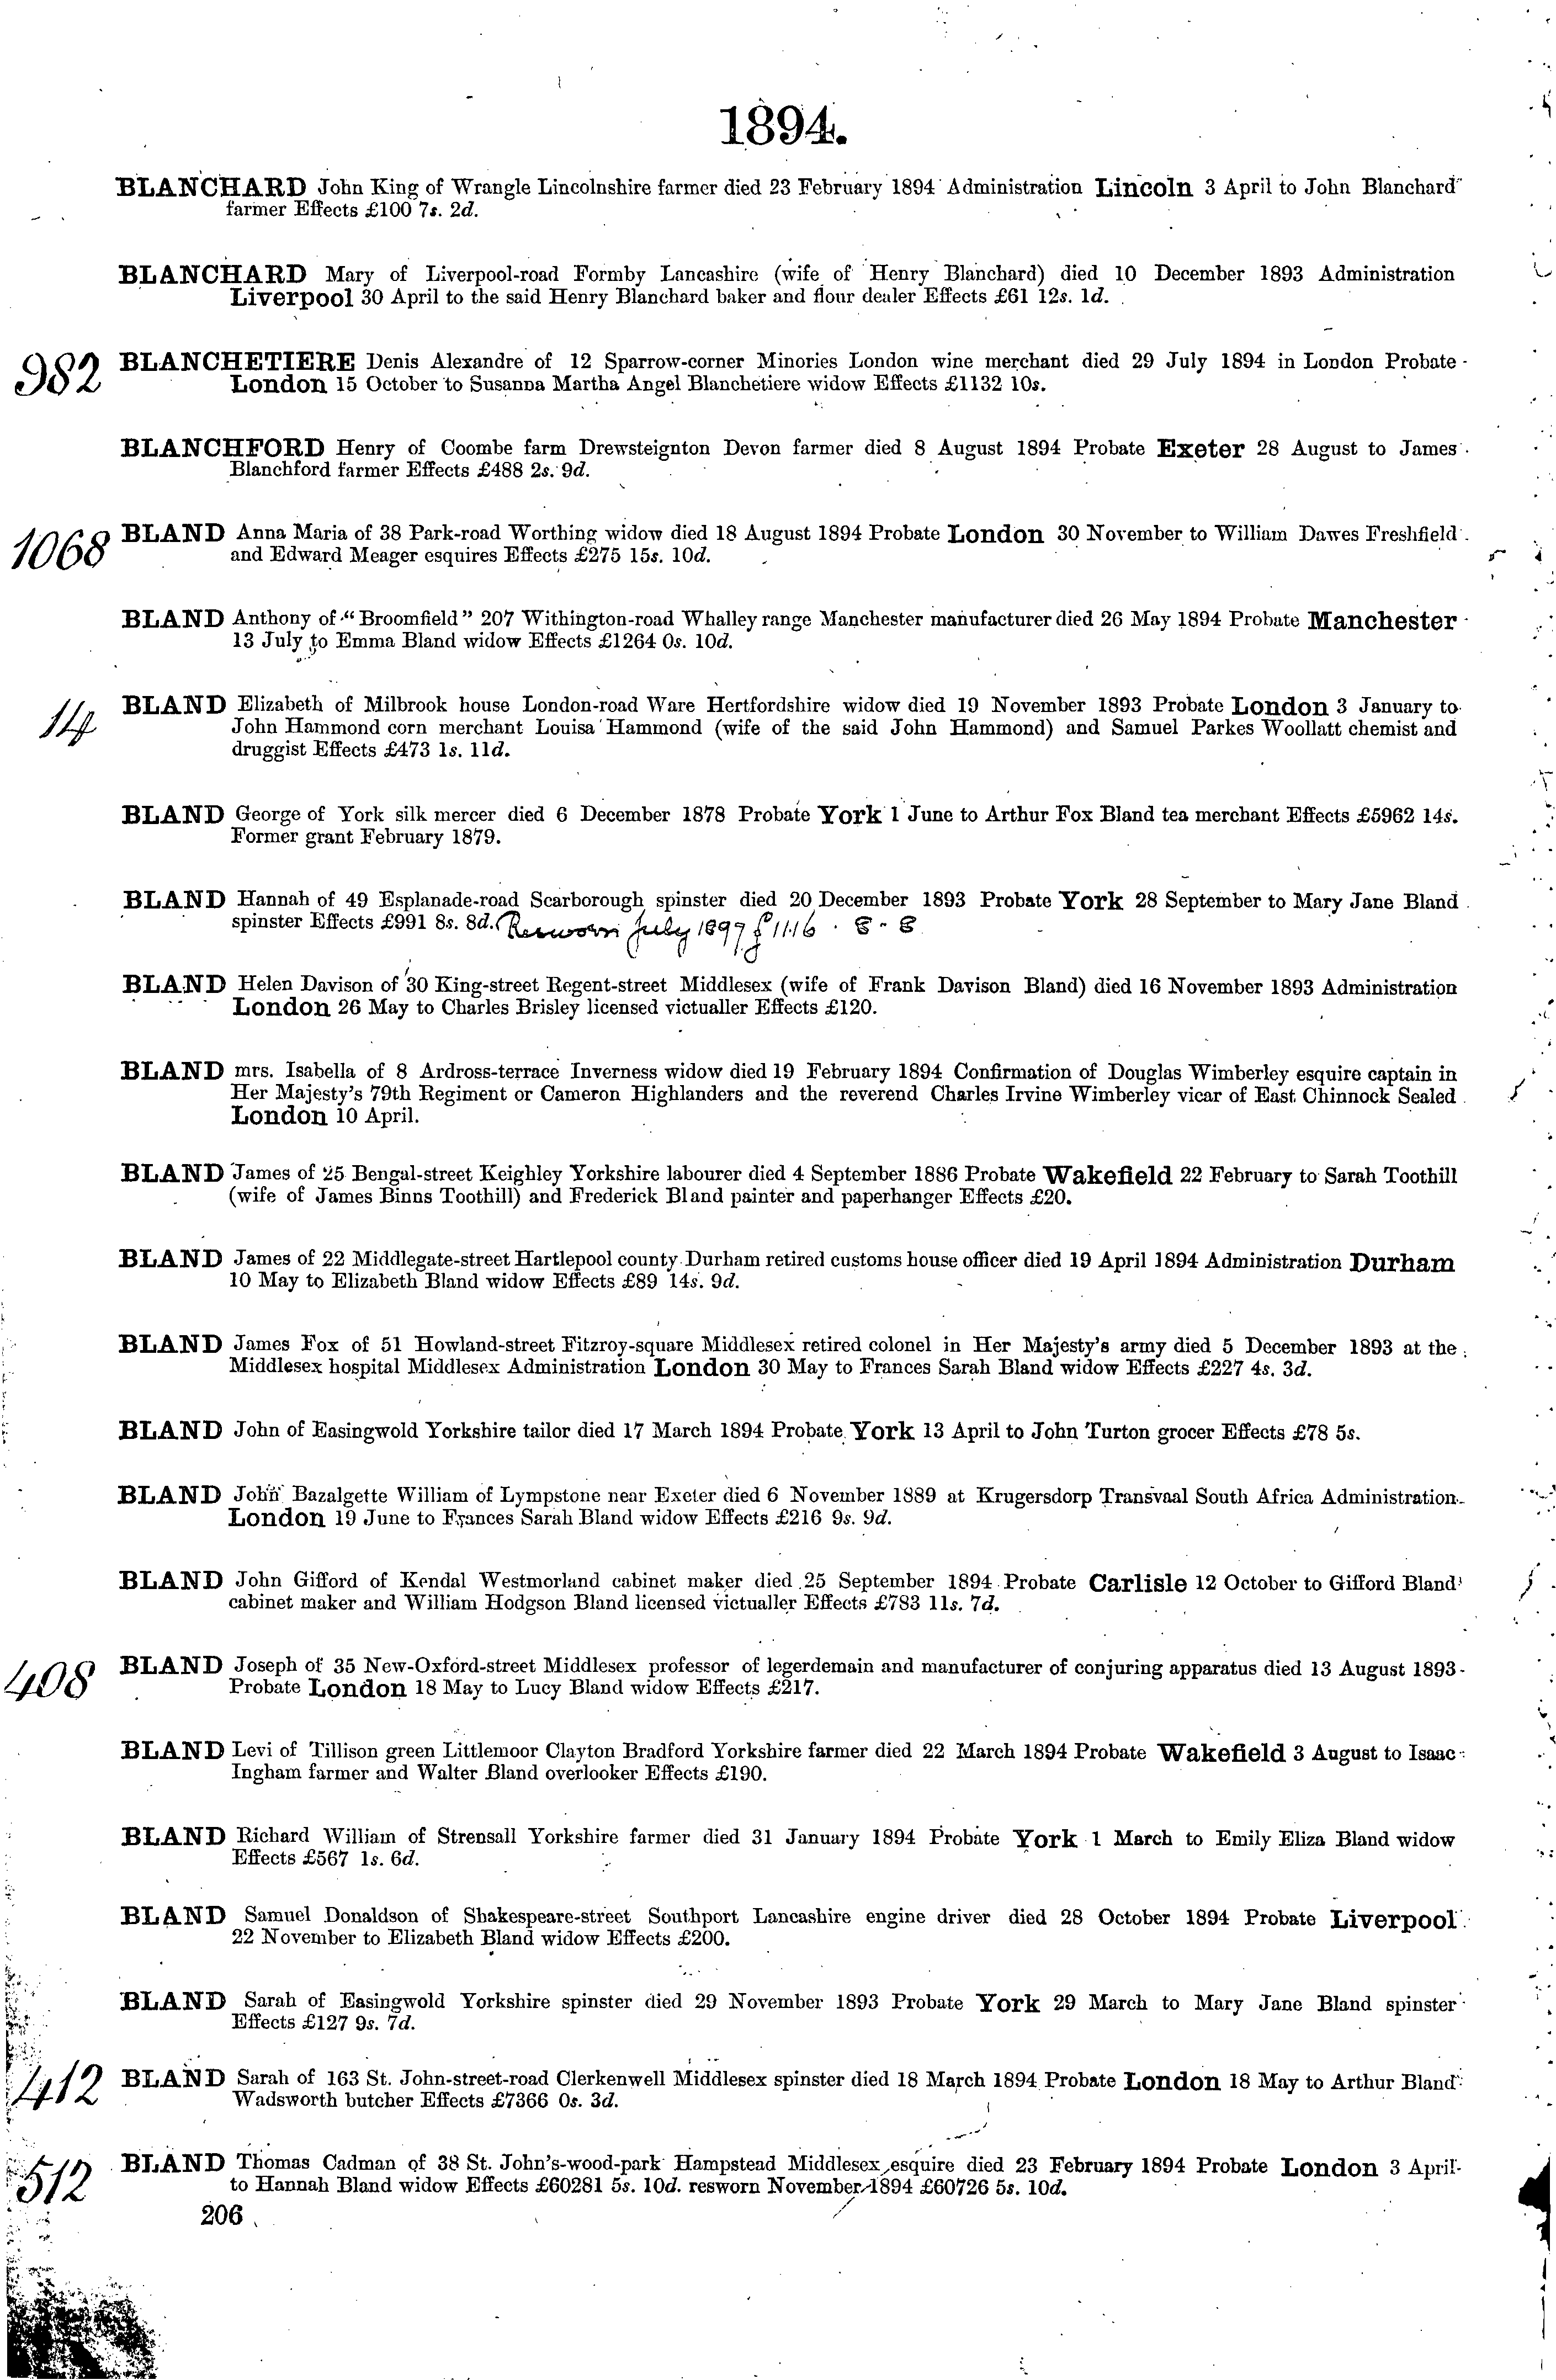 1894.
BLANCHARD John King of Wrangle Lincolnshire farmer died 23 February 1894 Administration Lincoln 3 April to John Blanchard
farmer Effects £100 7s. 2d.
BLANCHARD Mary of Liverpool-road Formby Lancashire (wife of Henry Blanchard) died 10 December 1893 Administration
Liverpool 30 April to the said Henry Blanchard baker and flour dealer Effects £61 12s. 1d.
982 BLANCHETIERE Denis Alexandre of 12 Sparrow-corner Minories London wine merchant died 29 July 1894 in London Probate
London 15 October to Susanna Martha Angel Blanchetiere widow Effects £1132 10s.
BLANCHFORD Henry of Coombe farm Drewsteignton Devon farmer died 8 August 1894 Probate Exeter 28 August to James
Blanchford farmer Effects £488 2s. 9d.
1068 BLAND Anna Maria of 38 Park-road Worthing widow died 18 August 1894 Probate London 30 November to William Dawes Freshfield
and Edward Meager esquires Effects £275 15s. 10d.
BLAND Anthony of "Broomfield" 207 Withington-road Whalley range Manchester manufacturer died 26 May 1894 Probate Manchester
13 July to Emma Bland widow Effects £1264 0s. 10d.
14 BLAND Elizabeth of Milbrook house London-road Ware Hertfordshire widow died 19 November 1893 Probate London 3 January to
John Hammond corn merchant Louisa Hammond (wife of the said John Hammond) and Samuel Parkes Woollatt chemist and
druggist Effects £473 1s. 11d.
BLAND George of York silk mercer died 6 December 1878 Probate York 1 June to Arthur Fox Bland tea merchant Effects £5962 14s.
Former grant February 1879.
BLAND Hannah of 49 Esplanade-road Scarborough spinster died 20 December 1893 Probate York 28 September to Mary Jane Bland
spinster Effects £991 8s. 8d. Resworn July 1897 £1116 . 8 - 8
BLAND Helen Davison of 30 King-street Regent-street Middlesex (wife of Frank Davison Bland) died 16 November 1893 Administration
London 26 May to Charles Brisley licensed victualler Effects £120.
BLAND mrs. Isabella of 8 Ardross-terrace Inverness widow died 19 February 1894 Confirmation of Douglas Wimberley esquire captain in
Her Majesty's 79th Regiment or Cameron Highlanders and the reverend Charles Irvine Wimberley vicar of East Chinnock Sealed
London 10 April.
BLAND James of 25 Bengal-street Keighley Yorkshire labourer died 4 September 1886 Probate Wakefield 22 February to Sarah Toothill
(wife of James Binns Toothill) and Frederick Bland painter and paperhanger Effects £20.
BLAND James of 22 Middlegate-street Hartlepool county Durham retired customs house officer died 19 April 1894 Administration Durham
10 May to Elizabeth Bland widow Effects £89 14s. 9d.
BLAND James Fox of 51 Howland-street Fitzroy-square Middlesex retired colonel in Her Majesty's army died 5 December 1893 at the
Middlesex hospital Middlesex Administration London 30 May to Frances Sarah Bland widow Effects £227 4s. 3d.
BLAND John of Easingwold Yorkshire tailor died 17 March 1894 Probate York 13 April to John Turton grocer Effects £78 5s.
BLAND John Bazalgette William of Lympstone near Exeter died 6 November 1889 at Krugersdorp Transvaal South Africa Administration
London 19 June to Frances Sarah Bland widow Effects £216 9s. 9d.
BLAND John Gifford of Kendal Westmorland cabinet maker died 25 September 1894 Probate Carlisle 12 October to Gifford Bland
cabinet maker and William Hodgson Bland licensed victualler Effects £783 11s. 7d.
408 BLAND Joseph of 35 New-Oxford-street Middlesex professor of legerdemain and manufacturer of conjuring apparatus died 13 August 1893
Probate London 18 May to Lucy Bland widow Effects £217.
BLAND Levi of Tillison green Littlemoor Clayton Bradford Yorkshire farmer died 22 March 1894 Probate Wakefield 3 August to Isaac
Ingham farmer and Walter Bland overlooker Effects £190.
BLAND Richard William of Strensall Yorkshire farmer died 31 January 1894 Probate York 1 March to Emily Eliza Bland widow
Effects £567 1s. 6d.
BLAND Samuel Donaldson of Shakespeare-street Southport Lancashire engine driver died 28 October 1894 Probate Liverpool
22 November to Elizabeth Bland widow Effects £200.
BLAND Sarah of Easingwold Yorkshire spinster died 29 November 1893 Probate York 29 March to Mary Jane Bland spinster
Effects £127 9s. 7d.
412 BLAND Sarah of 163 St. John-street-road Clerkenwell Middlesex spinster died 18 March 1894 Probate London 18 May to Arthur Bland
Wadsworth butcher Effects £7366 0s. 3d.
512 BLAND Thomas Cadman of 38 St. John's-wood-park Hampstead Middlesex esquire died 23 February 1894 Probate London 3 April
to Hannah Bland widow Effects £60281 5s. 10d. resworn November 1894 £60726 5s. 10d.
206